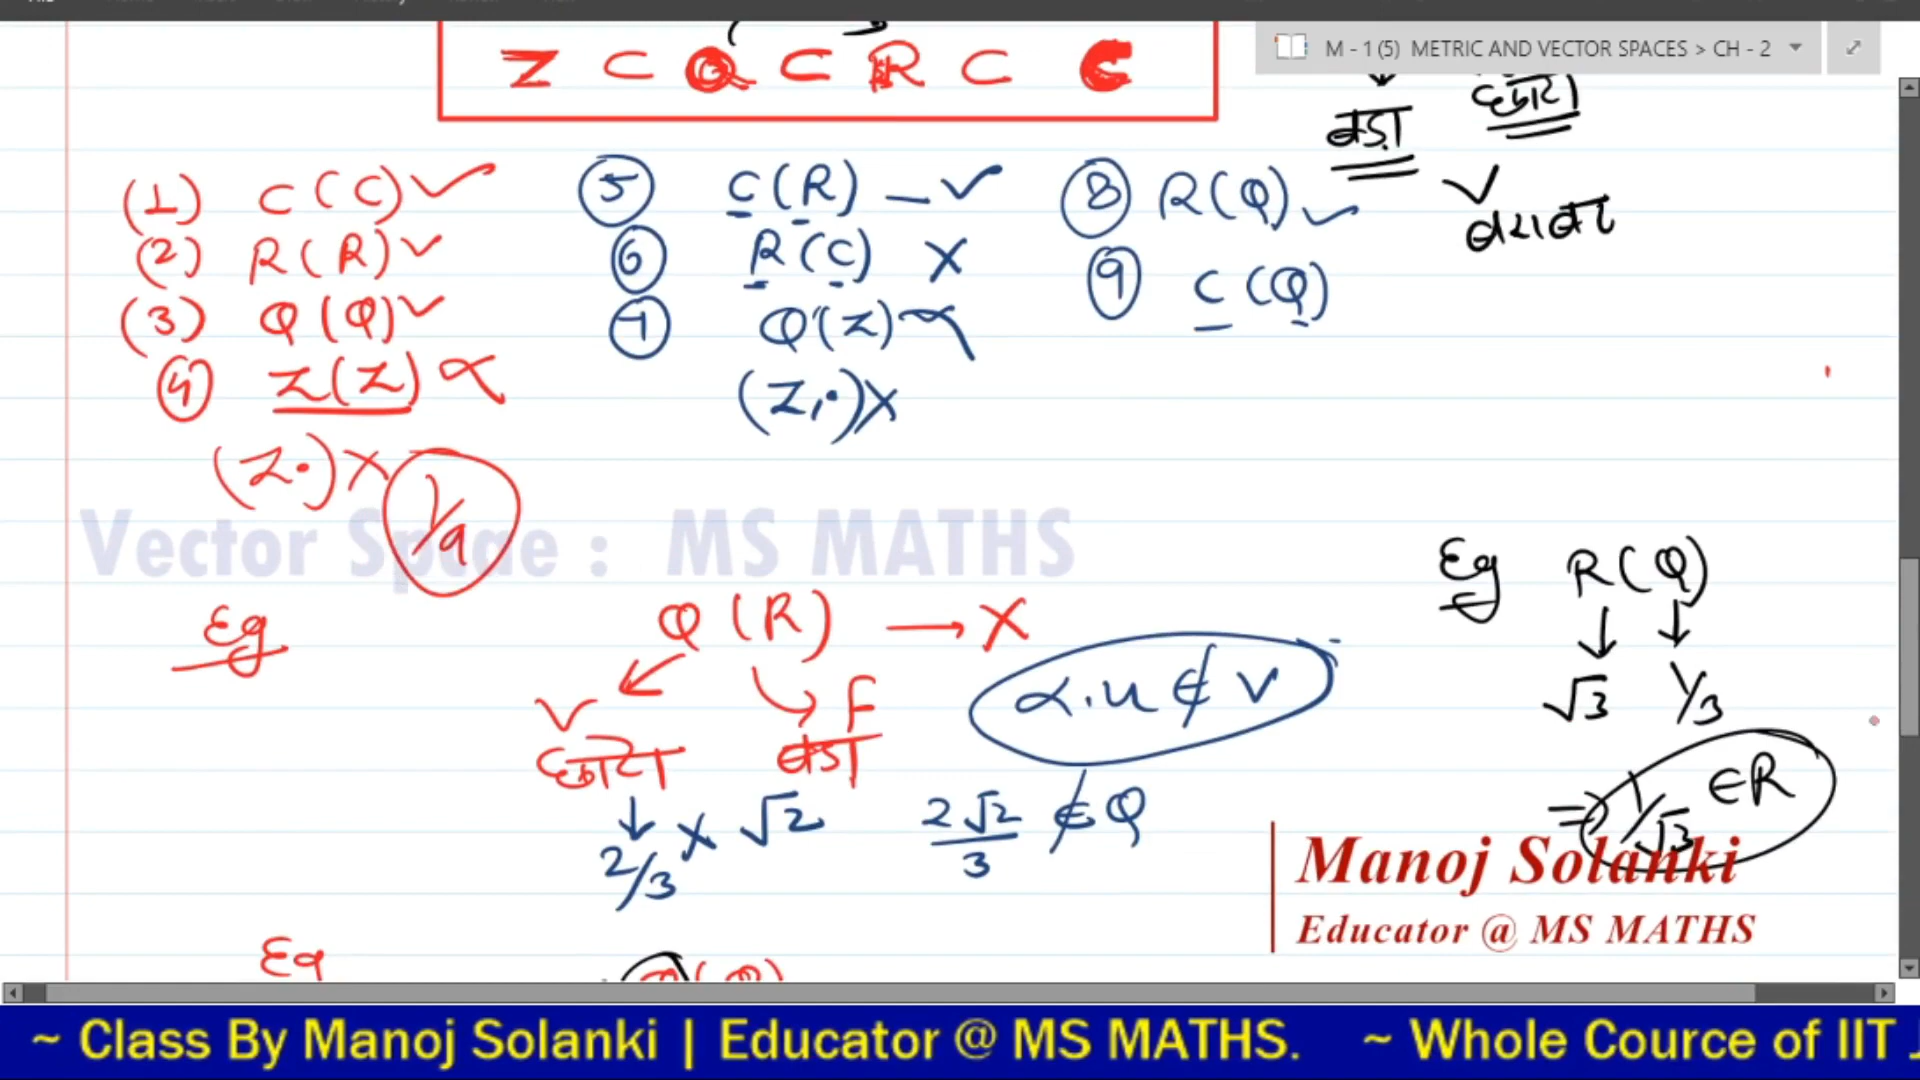 M - 1 (5) METRIC AND VECTOR SPACES > CH - 2
Z ⊂ Q ⊂ R ⊂ C
बड़ा छोटा
(1) C (C) ✓
(2) R (R) ✓
(3) Q (Q) ✓
(4) Z (Z) ×
(Z ·) × 1/a
(5) C (R) – ✓
(6) R (C) ×
(7) Q (Z) ×
(Z, ·) ×
(8) R (Q) ✓
(9) C (Q)
✓
बराबर
Vector Spcae : MS MATHS
Eg
Q (R) → ×
V F
छोटा बड़ा
2/3 × √2
α.u ∉ V
2√2/3 ∉ Q
Eg R (Q)
√3 1/3
⇒ 1/√3 ∈ R
Manoj Solanki
Educator @ MS MATHS
Eg
~ Class By Manoj Solanki | Educator @ MS MATHS. ~ Whole Cource of IIT J